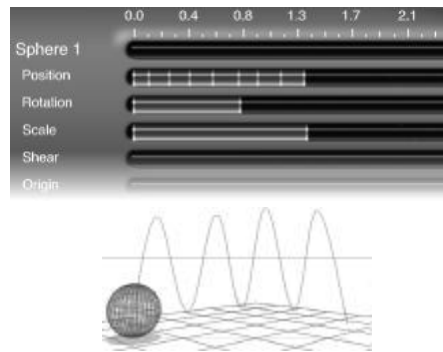 0.0 0.4 0.8 1.3 1.7 2.1
Sphere 1
Position
Rotation
Scale
Shear
Origin